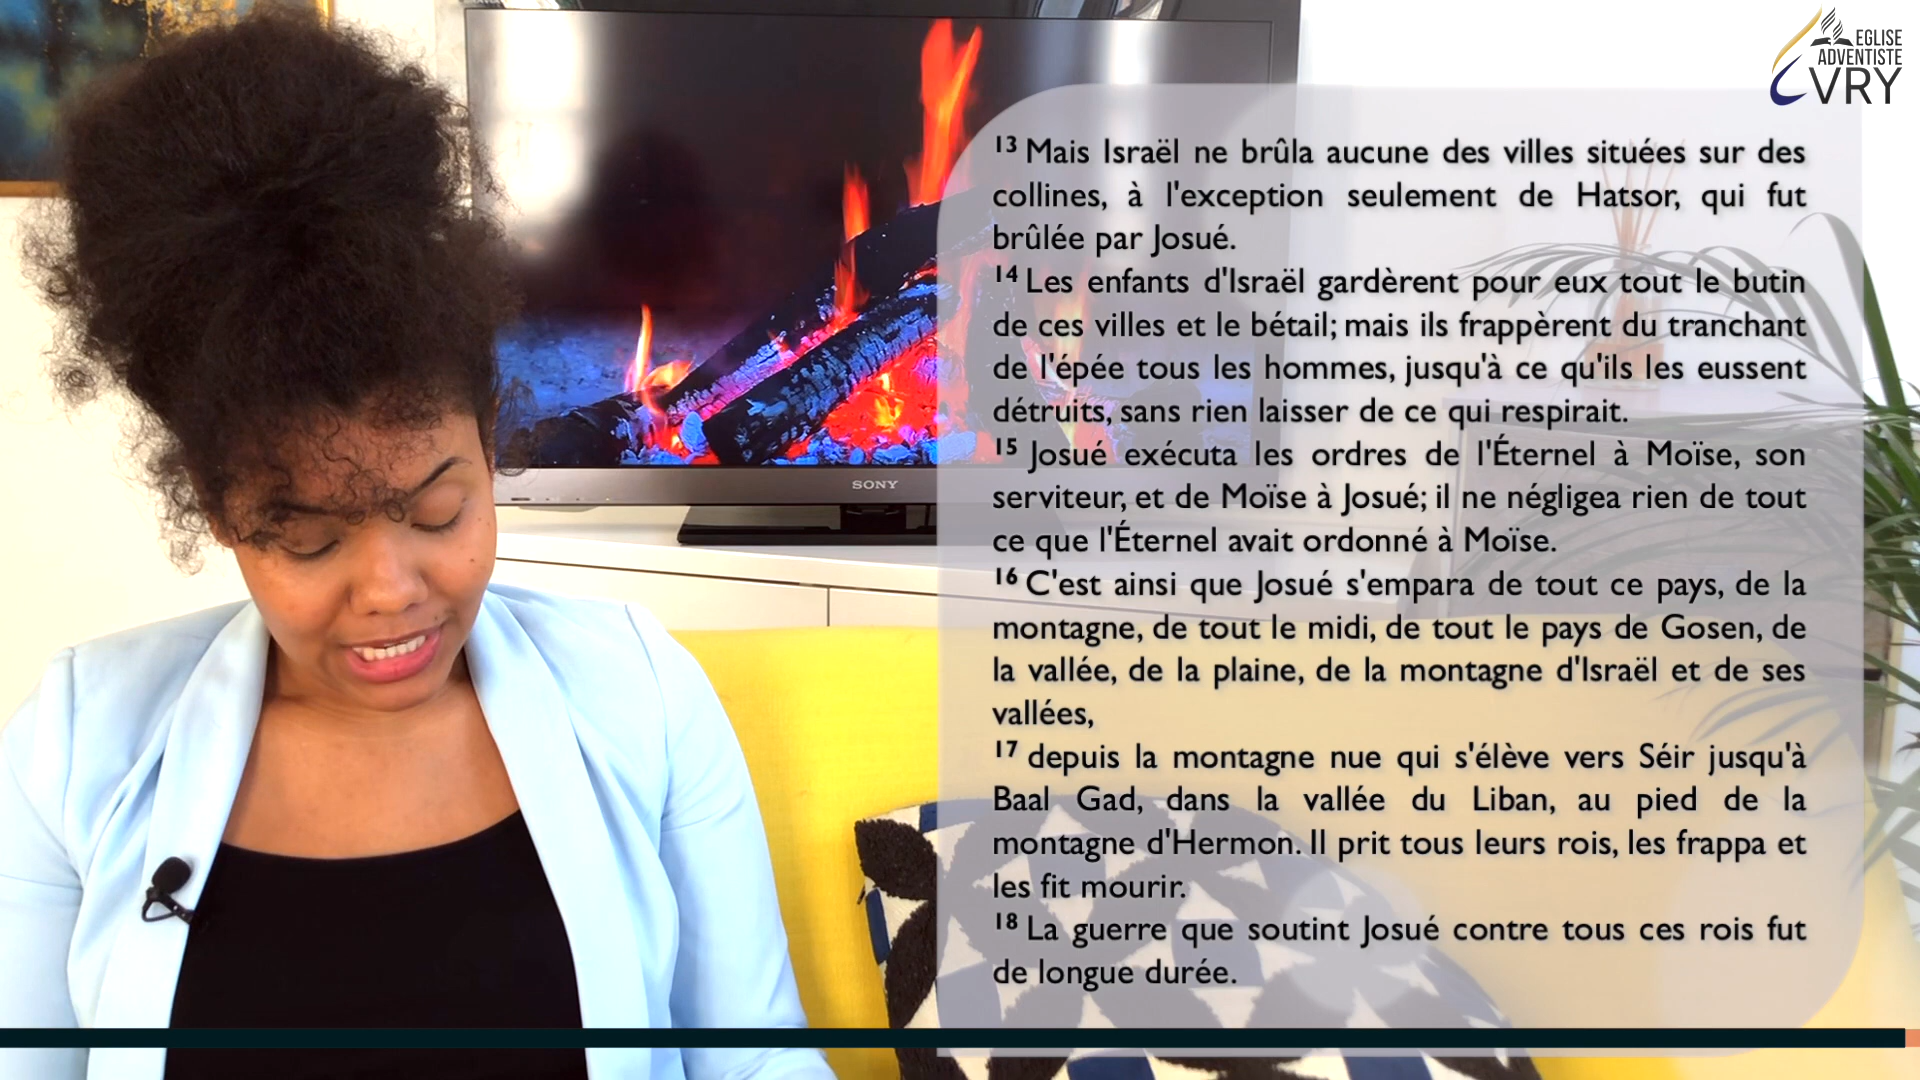 EGLISE
ADVENTISTE
VRY
13 Mais Israël ne brûla aucune des villes situées sur des
collines, à l'exception seulement de Hatsor, qui fut
brûlée par Josué.
14 Les enfants d'Israël gardèrent pour eux tout le butin
de ces villes et le bétail; mais ils frappèrent du tranchant
de l'épée tous les hommes, jusqu'à ce qu'ils les eussent
détruits, sans rien laisser de ce qui respirait.
15 Josué exécuta les ordres de l'Éternel à Moïse, son
serviteur, et de Moïse à Josué; il ne négligea rien de tout
ce que l'Éternel avait ordonné à Moïse.
16 C'est ainsi que Josué s'empara de tout ce pays, de la
montagne, de tout le midi, de tout le pays de Gosen, de
la vallée, de la plaine, de la montagne d'Israël et de ses
vallées,
17 depuis la montagne nue qui s'élève vers Séir jusqu'à
Baal Gad, dans la vallée du Liban, au pied de la
montagne d'Hermon. Il prit tous leurs rois, les frappa et
les fit mourir.
18 La guerre que soutint Josué contre tous ces rois fut
de longue durée.
SONY